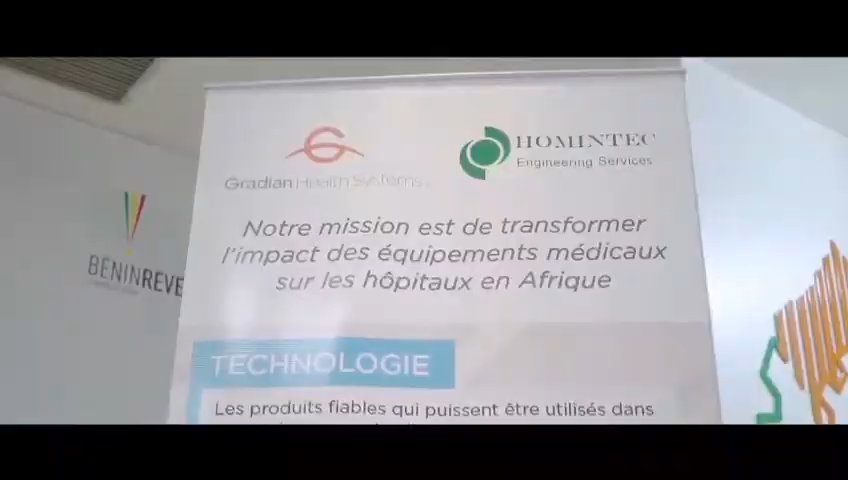 Gradian Health Systems
HOMINTEC
Engineering Services
Notre mission est de transformer
l'impact des équipements médicaux
sur les hôpitaux en Afrique
BÉNINREVE
TECHNOLOGIE
Les produits fiables qui puissent être utilisés dans